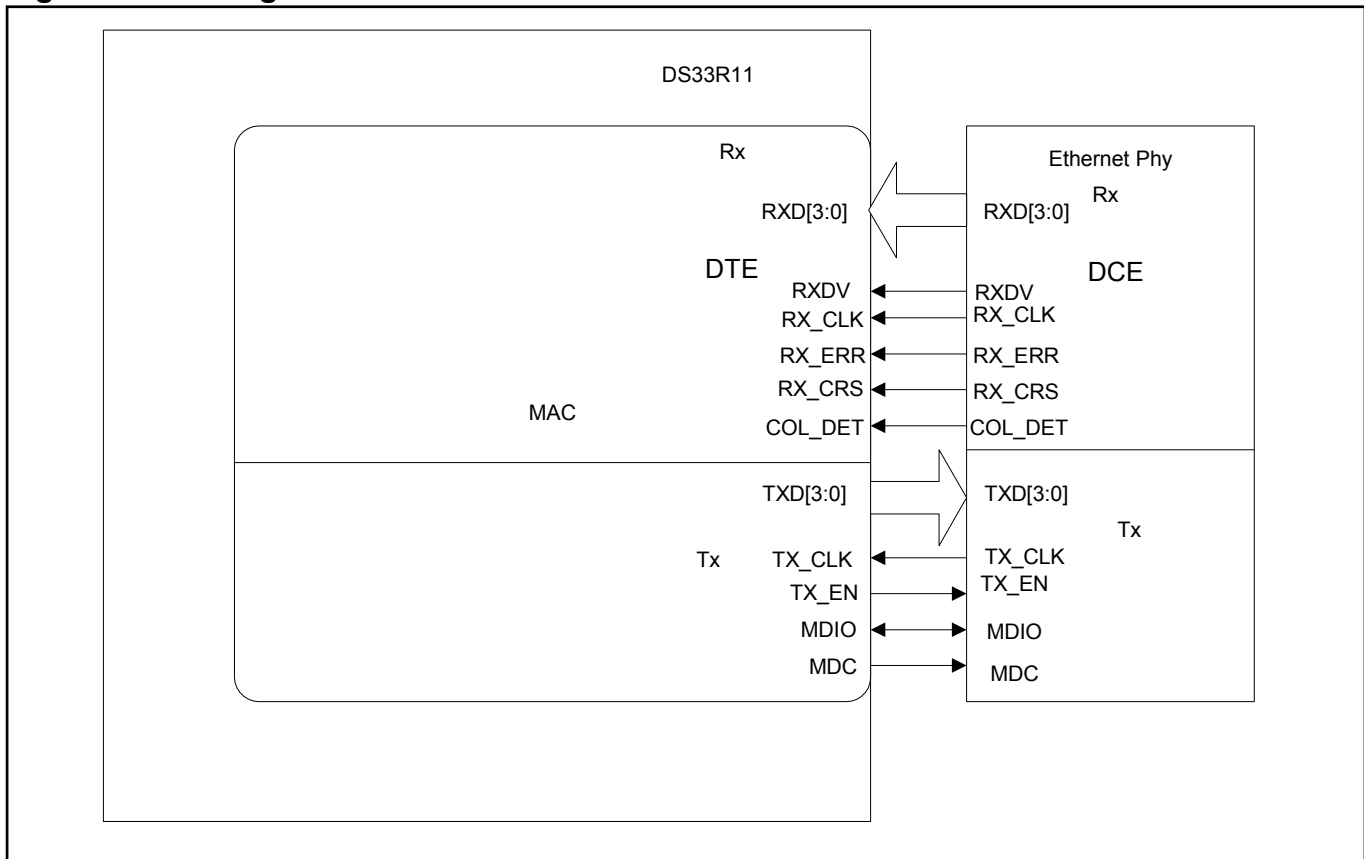 DS33R11
Rx
Ethernet Phy
Rx
RXD[3:0]
RXD[3:0]
DTE
DCE
RXDV
RXDV
RX_CLK
RX_CLK
RX_ERR
RX_ERR
RX_CRS
RX_CRS
MAC
COL_DET
COL_DET
TXD[3:0]
TXD[3:0]
Tx
Tx
TX_CLK
TX_CLK
TX_EN
TX_EN
MDIO
MDIO
MDC
MDC